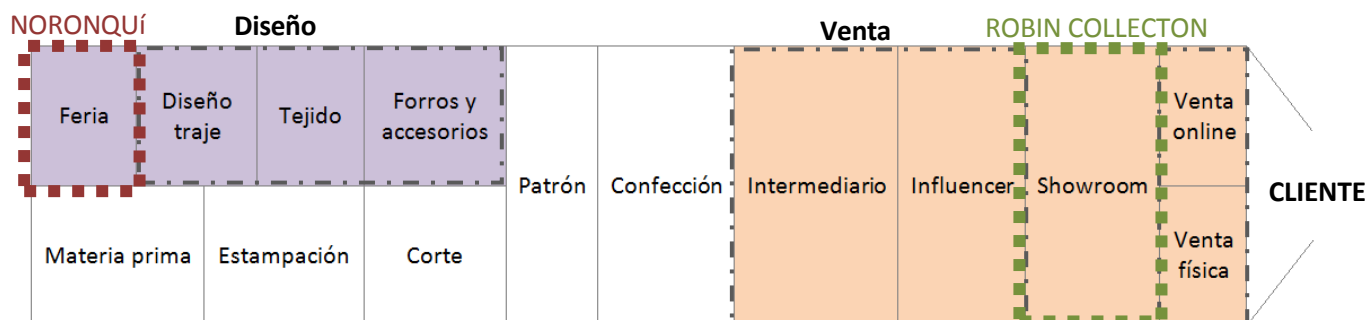 NORONQUí
Diseño
Venta
ROBIN COLLECTON
Feria
Diseño
traje
Tejido
Forros y
accesorios
Patrón
Confección
Intermediario
Influencer
Showroom
Venta
online
CLIENTE
Materia prima
Estampación
Corte
Venta
física